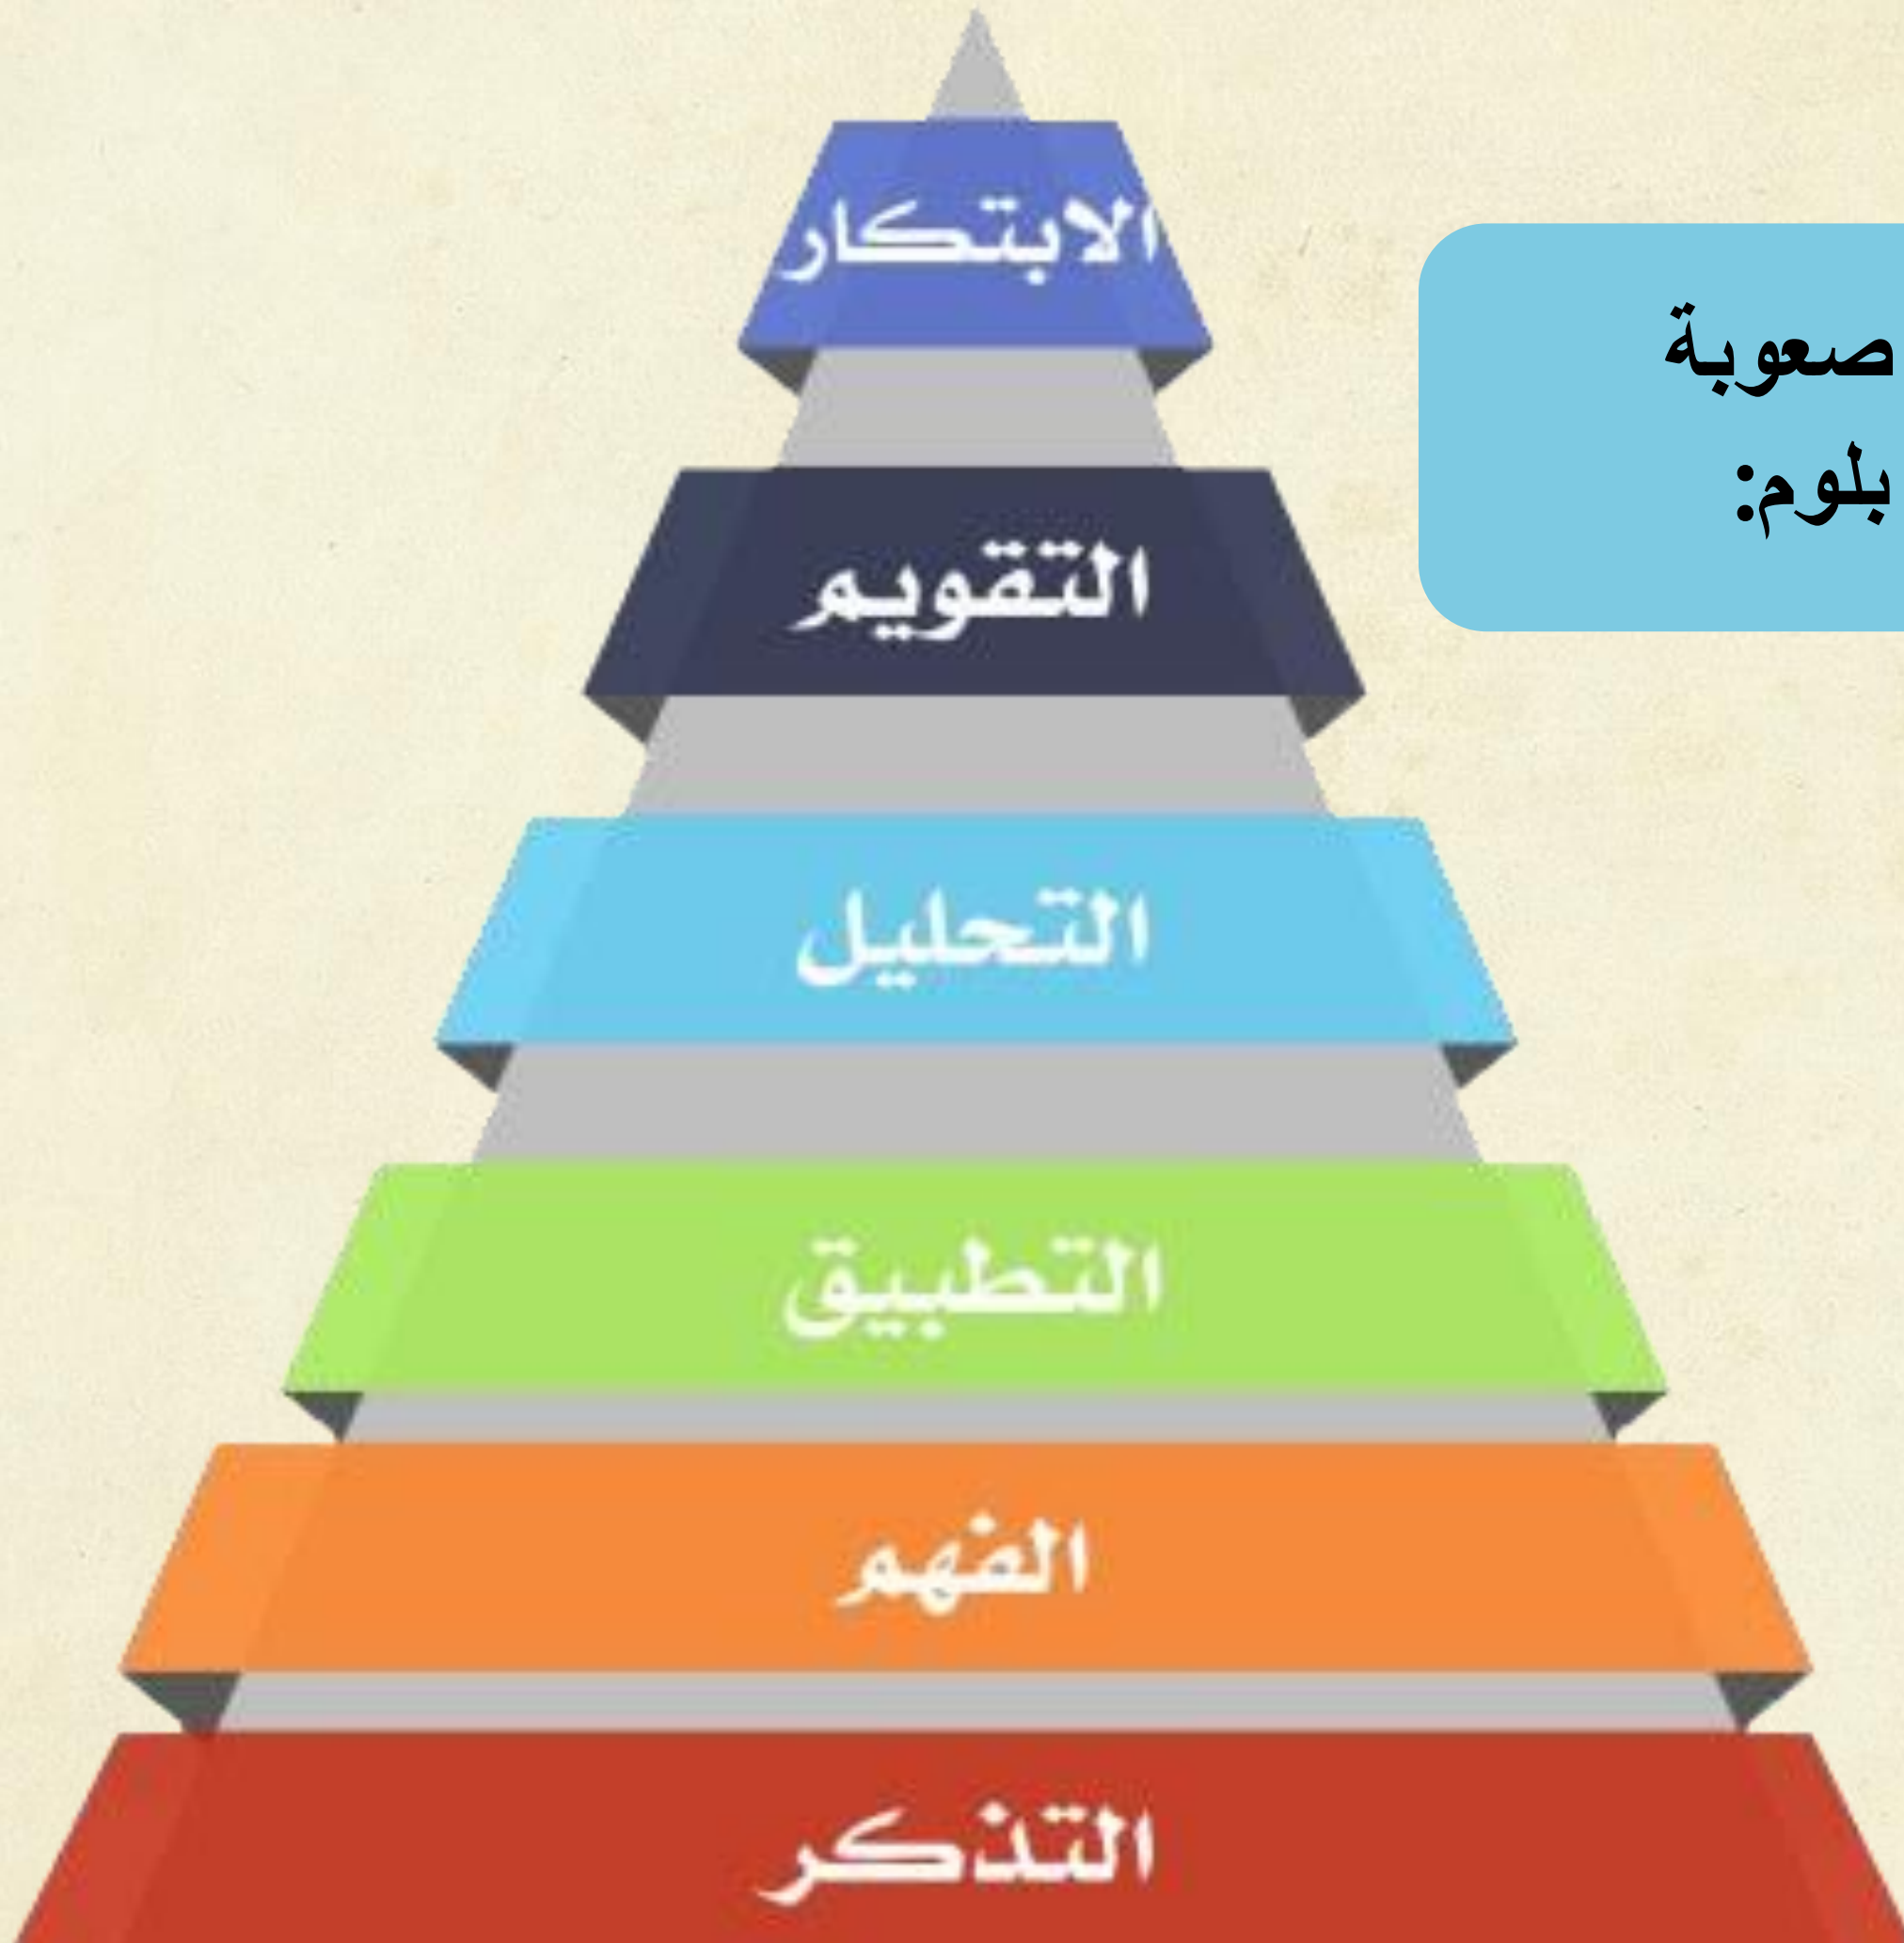 الابتكار
صعوبة
بلوم:
التقويم
التحليل
التطبيق
الفهم
التذكر